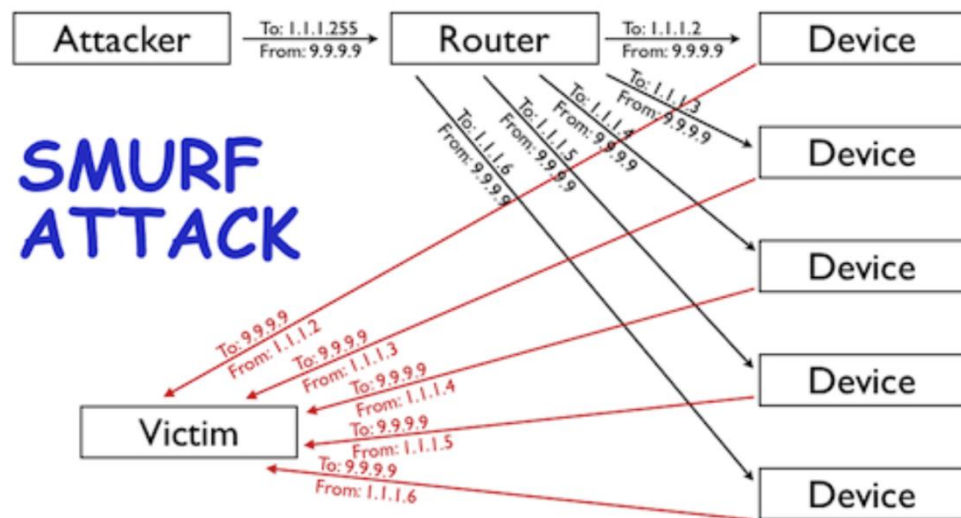 Attacker
To: 1.1.1.255
From: 9.9.9.9
Router
To: 1.1.1.2
From: 9.9.9.9
Device
To: 1.1.1.3
From: 9.9.9.9
Device
To: 1.1.1.4
From: 9.9.9.9
Device
To: 1.1.1.5
From: 9.9.9.9
Device
To: 1.1.1.6
From: 9.9.9.9
Device
SMURF
ATTACK
To: 9.9.9.9
From: 1.1.1.2
To: 9.9.9.9
From: 1.1.1.3
To: 9.9.9.9
From: 1.1.1.4
To: 9.9.9.9
From: 1.1.1.5
To: 9.9.9.9
From: 1.1.1.6
Victim